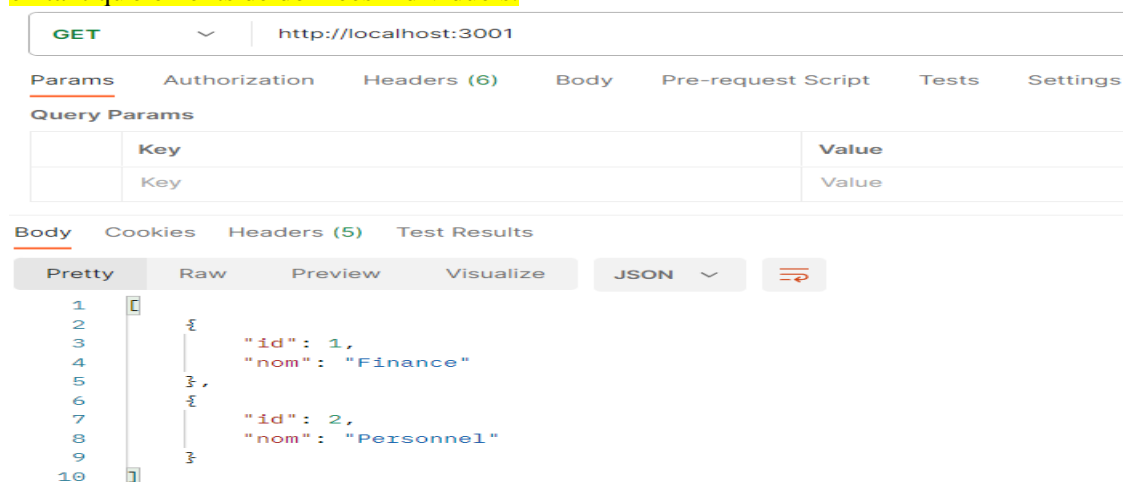 GET http://localhost:3001
Params Authorization Headers (6) Body Pre-request Script Tests Settings
Query Params
Key Value
Key Value
Body Cookies Headers (5) Test Results
Pretty Raw Preview Visualize JSON
1 [
2 {
3 "id": 1,
4 "nom": "Finance"
5 },
6 {
7 "id": 2,
8 "nom": "Personnel"
9 }
10 ]